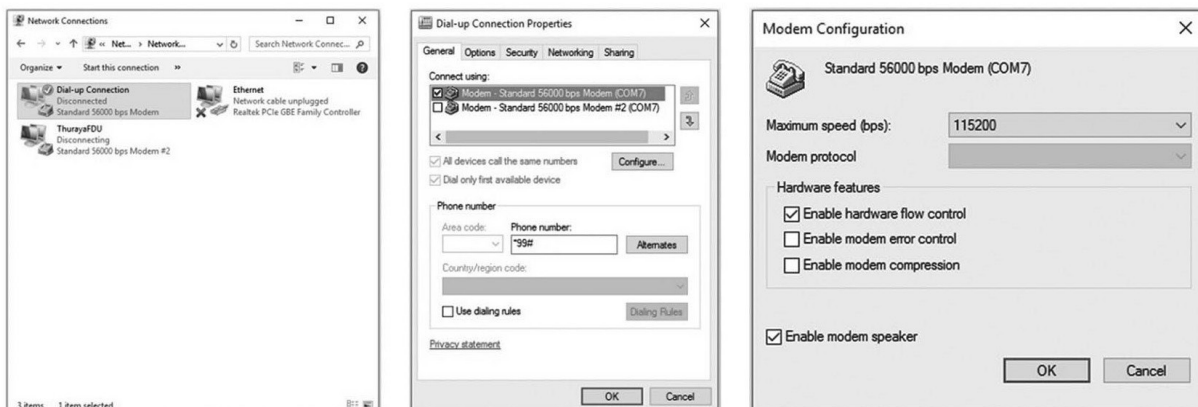 Network Connections
« Net... › Network...
Search Network Connec...
Organize
Start this connection
»
Dial-up Connection
Disconnected
Standard 56000 bps Modem
Ethernet
Network cable unplugged
Realtek PCIe GBE Family Controller
ThurayaFDU
Disconnecting
Standard 56000 bps Modem #2
3 items
1 item selected
Dial-up Connection Properties
General Options Security Networking Sharing
Connect using:
Modem - Standard 56000 bps Modem (COM7)
Modem - Standard 56000 bps Modem #2 (COM7)
All devices call the same numbers
Configure...
Dial only first available device
Phone number
Area code:
Phone number:
*99#
Alternates
Country/region code:
Use dialing rules
Dialing Rules
Privacy statement
OK
Cancel
Modem Configuration
Standard 56000 bps Modem (COM7)
Maximum speed (bps):
115200
Modem protocol
Hardware features
Enable hardware flow control
Enable modem error control
Enable modem compression
Enable modem speaker
OK
Cancel